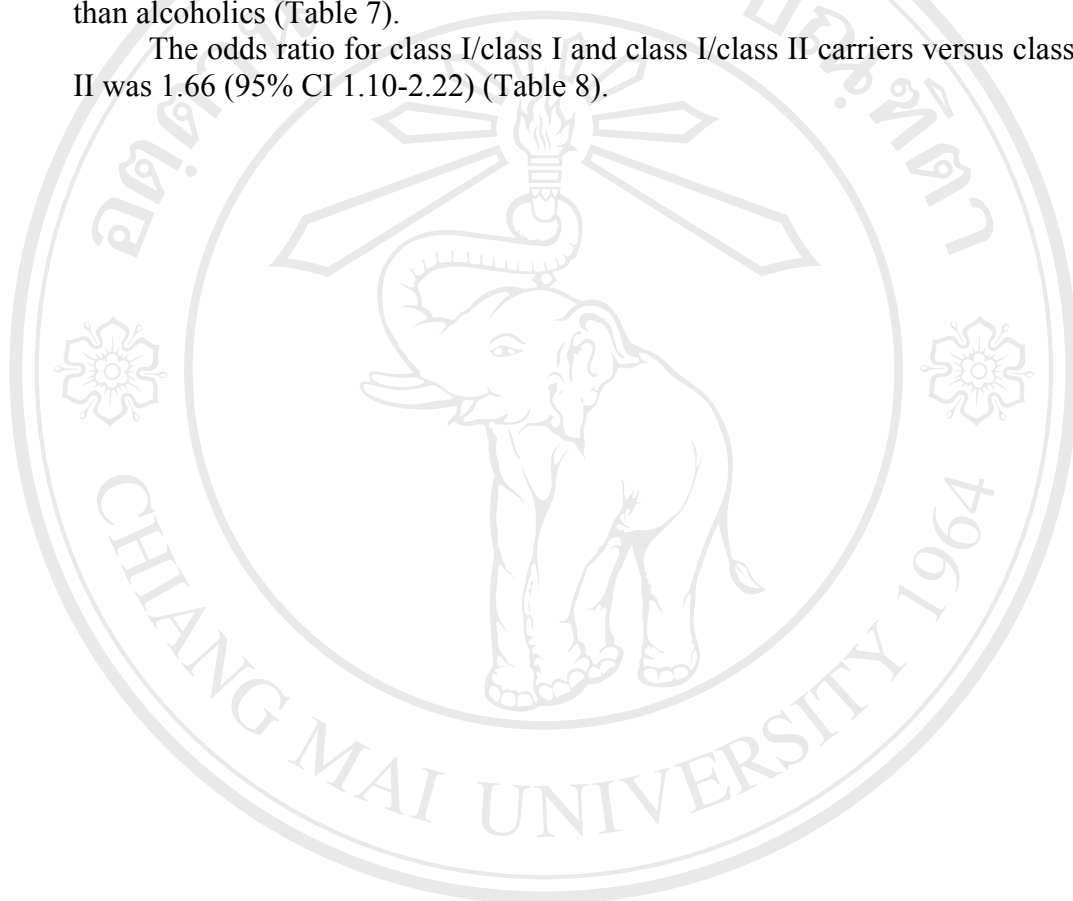 than alcoholics (Table 7).
The odds ratio for class I/class I and class I/class II carriers versus class
II was 1.66 (95% CI 1.10-2.22) (Table 8).
CHIANG MAI UNIVERSITY 1964